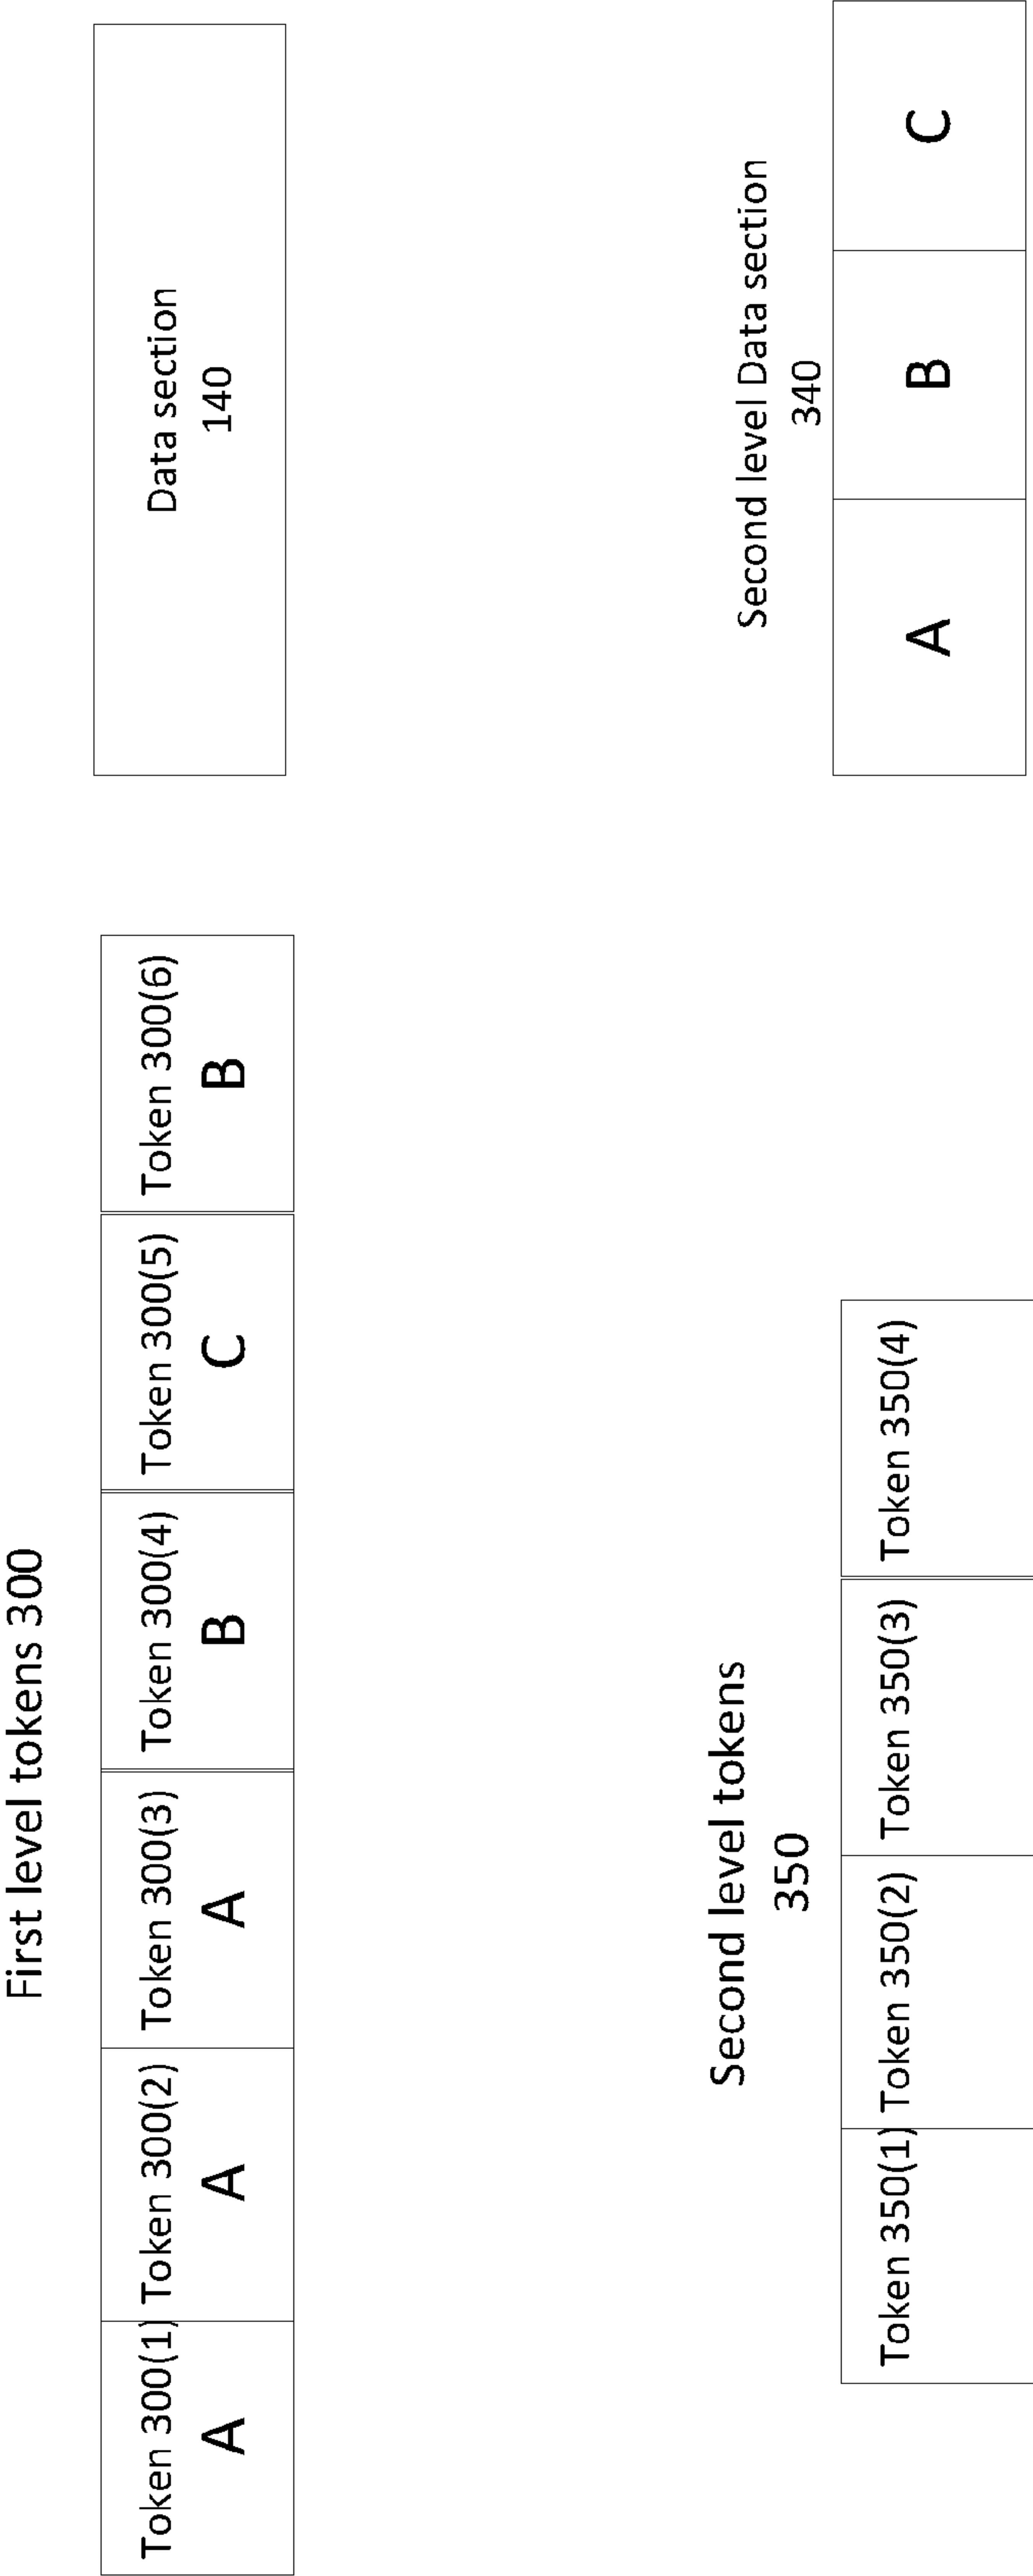 First level tokens 300
Token 300(1)
A
Token 300(2)
A
Token 300(3)
A
Token 300(4)
B
Token 300(5)
C
Token 300(6)
B
Data section
140
Second level tokens
350
Token 350(1)
Token 350(2)
Token 350(3)
Token 350(4)
Second level Data section
340
A
B
C